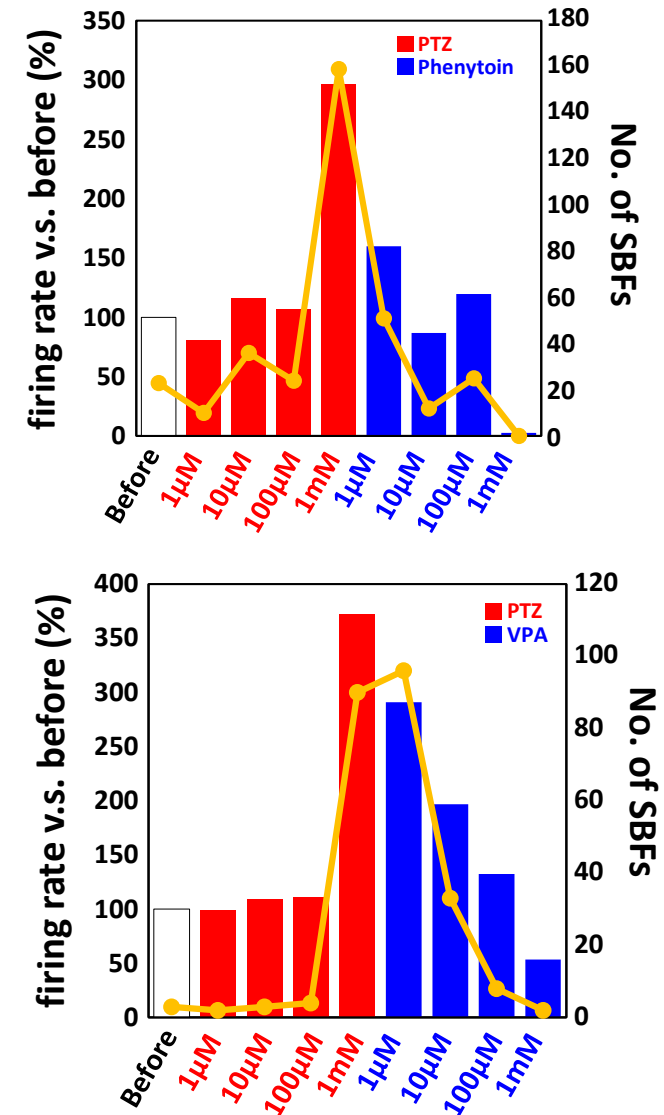 firing rate v.s. before (%)
350
300
250
200
150
100
50
0
PTZ
Phenytoin
180
160
140
120
100
80
60
40
20
0
No. of SBFs
Before
1μM
10μM
100μM
1mM
1μM
10μM
100μM
1mM
firing rate v.s. before (%)
400
350
300
250
200
150
100
50
0
PTZ
VPA
120
100
80
60
40
20
0
No. of SBFs
Before
1μM
10μM
100μM
1mM
1μM
10μM
100μM
1mM